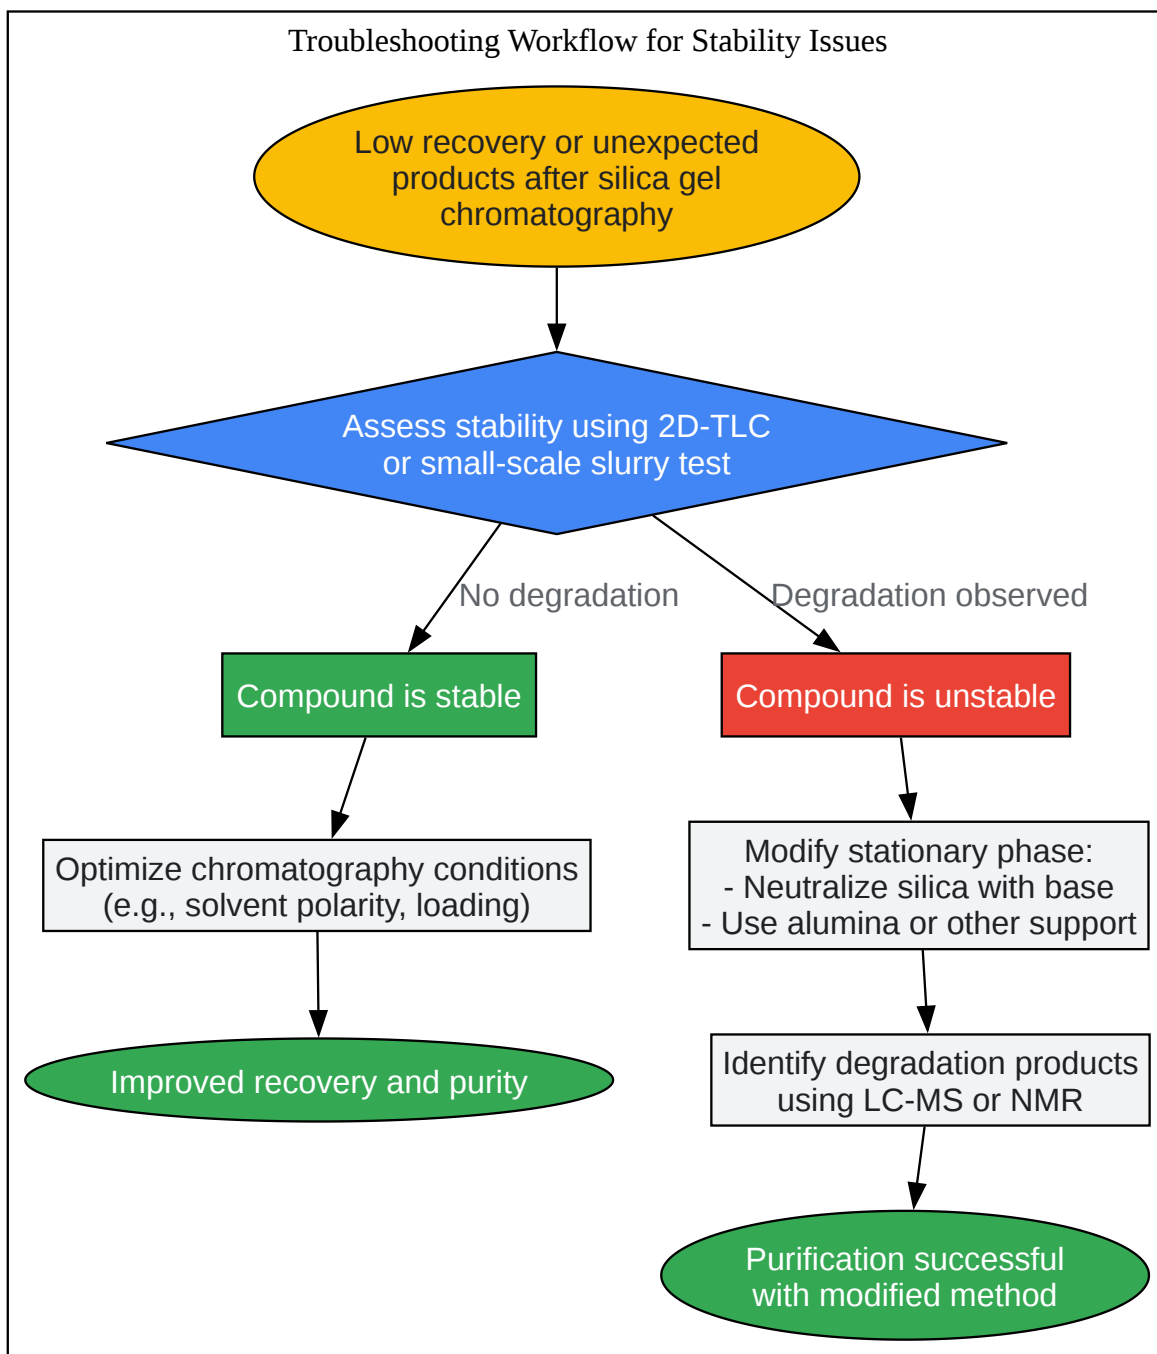 Troubleshooting Workflow for Stability Issues
Low recovery or unexpected
products after silica gel
chromatography
Assess stability using 2D-TLC
or small-scale slurry test
No degradation
Degradation observed
Compound is stable
Compound is unstable
Optimize chromatography conditions
(e.g., solvent polarity, loading)
Modify stationary phase:
- Neutralize silica with base
- Use alumina or other support
Improved recovery and purity
Identify degradation products
using LC-MS or NMR
Purification successful
with modified method